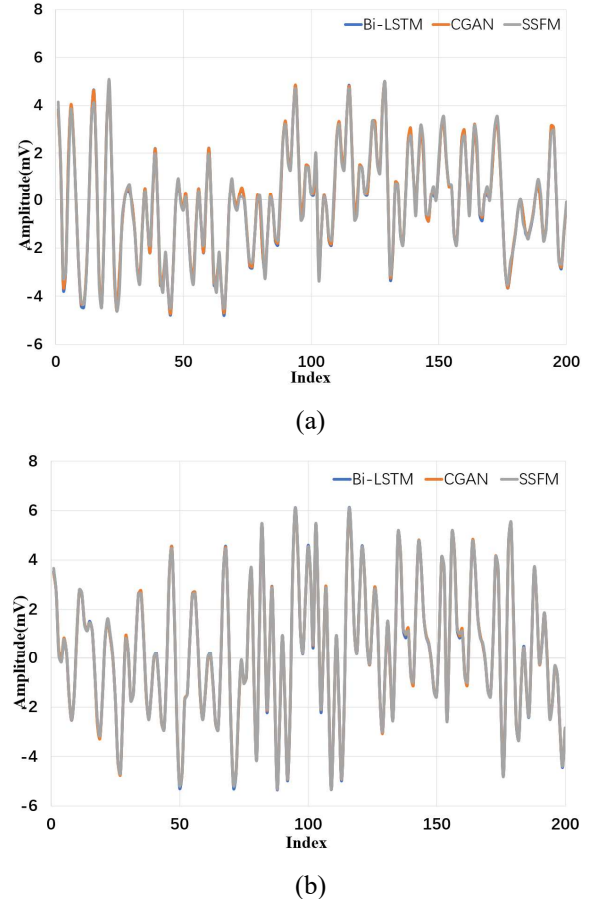 8
Bi-LSTM CGAN SSFM
6
4
2
0
-2
-4
-6
Amplitude(mV)
0 50 100 150 200
Index
(a)
8
Bi-LSTM CGAN SSFM
6
4
2
0
-2
-4
-6
Amplitude(mV)
0 50 100 150 200
Index
(b)